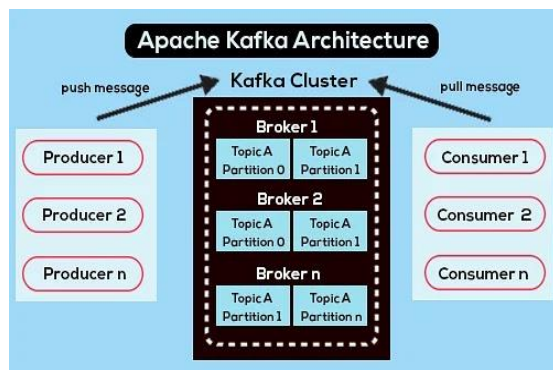 Apache Kafka Architecture
push message
Kafka Cluster
pull message
Producer 1
Producer 2
Producer n
Broker 1
Topic A
Partition 0
Topic A
Partition 1
Broker 2
Topic A
Partition 0
Topic A
Partition 1
Broker n
Topic A
Partition 1
Topic A
Partition n
Consumer 1
Consumer 2
Consumer n